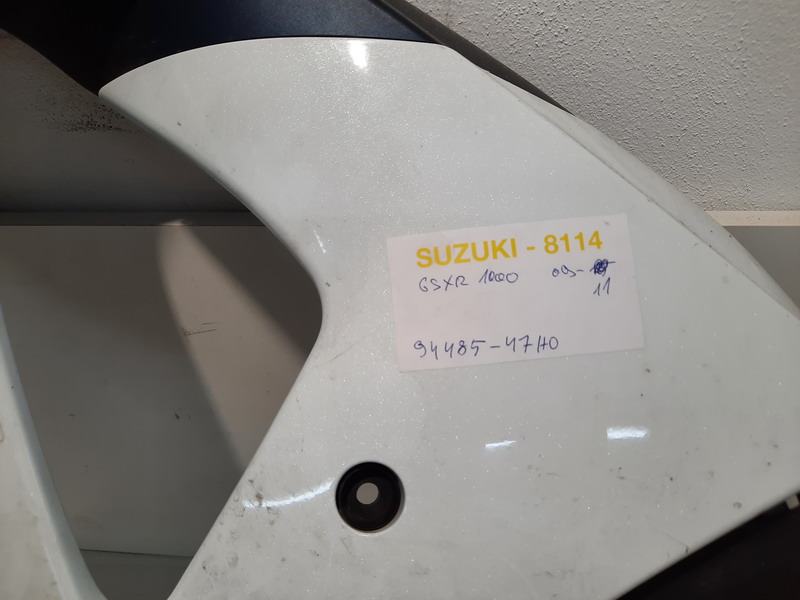 SUZUKI - 8114
GSXR 1000 09-
11
94485-47H0